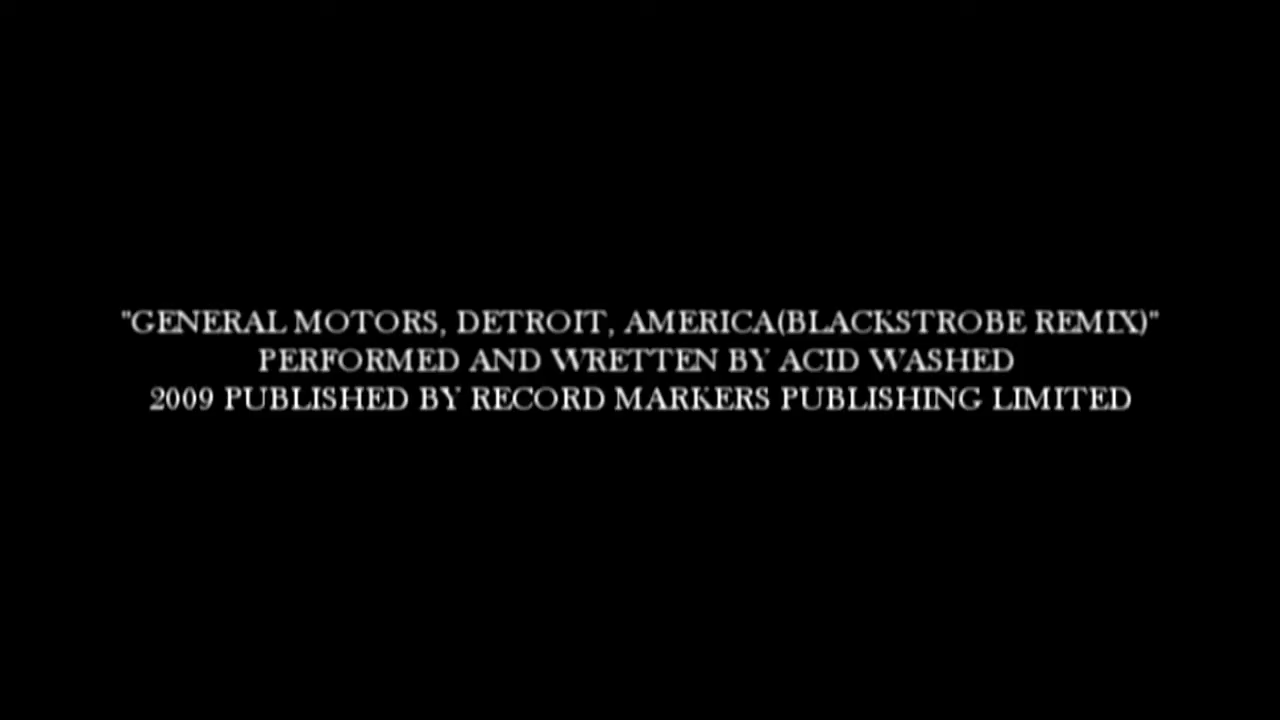 "GENERAL MOTORS, DETROIT, AMERICA(BLACKSTROBE REMIX)"
PERFORMED AND WRETTEN BY ACID WASHED
2009 PUBLISHED BY RECORD MARKERS PUBLISHING LIMITED